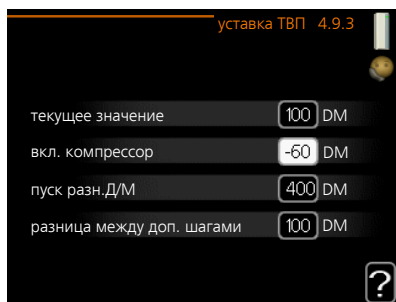 уставка ТВП 4.9.3
текущее значение 100 DM
вкл. компрессор -60 DM
пуск разн.Д/М 400 DM
разница между доп. шагами 100 DM
?